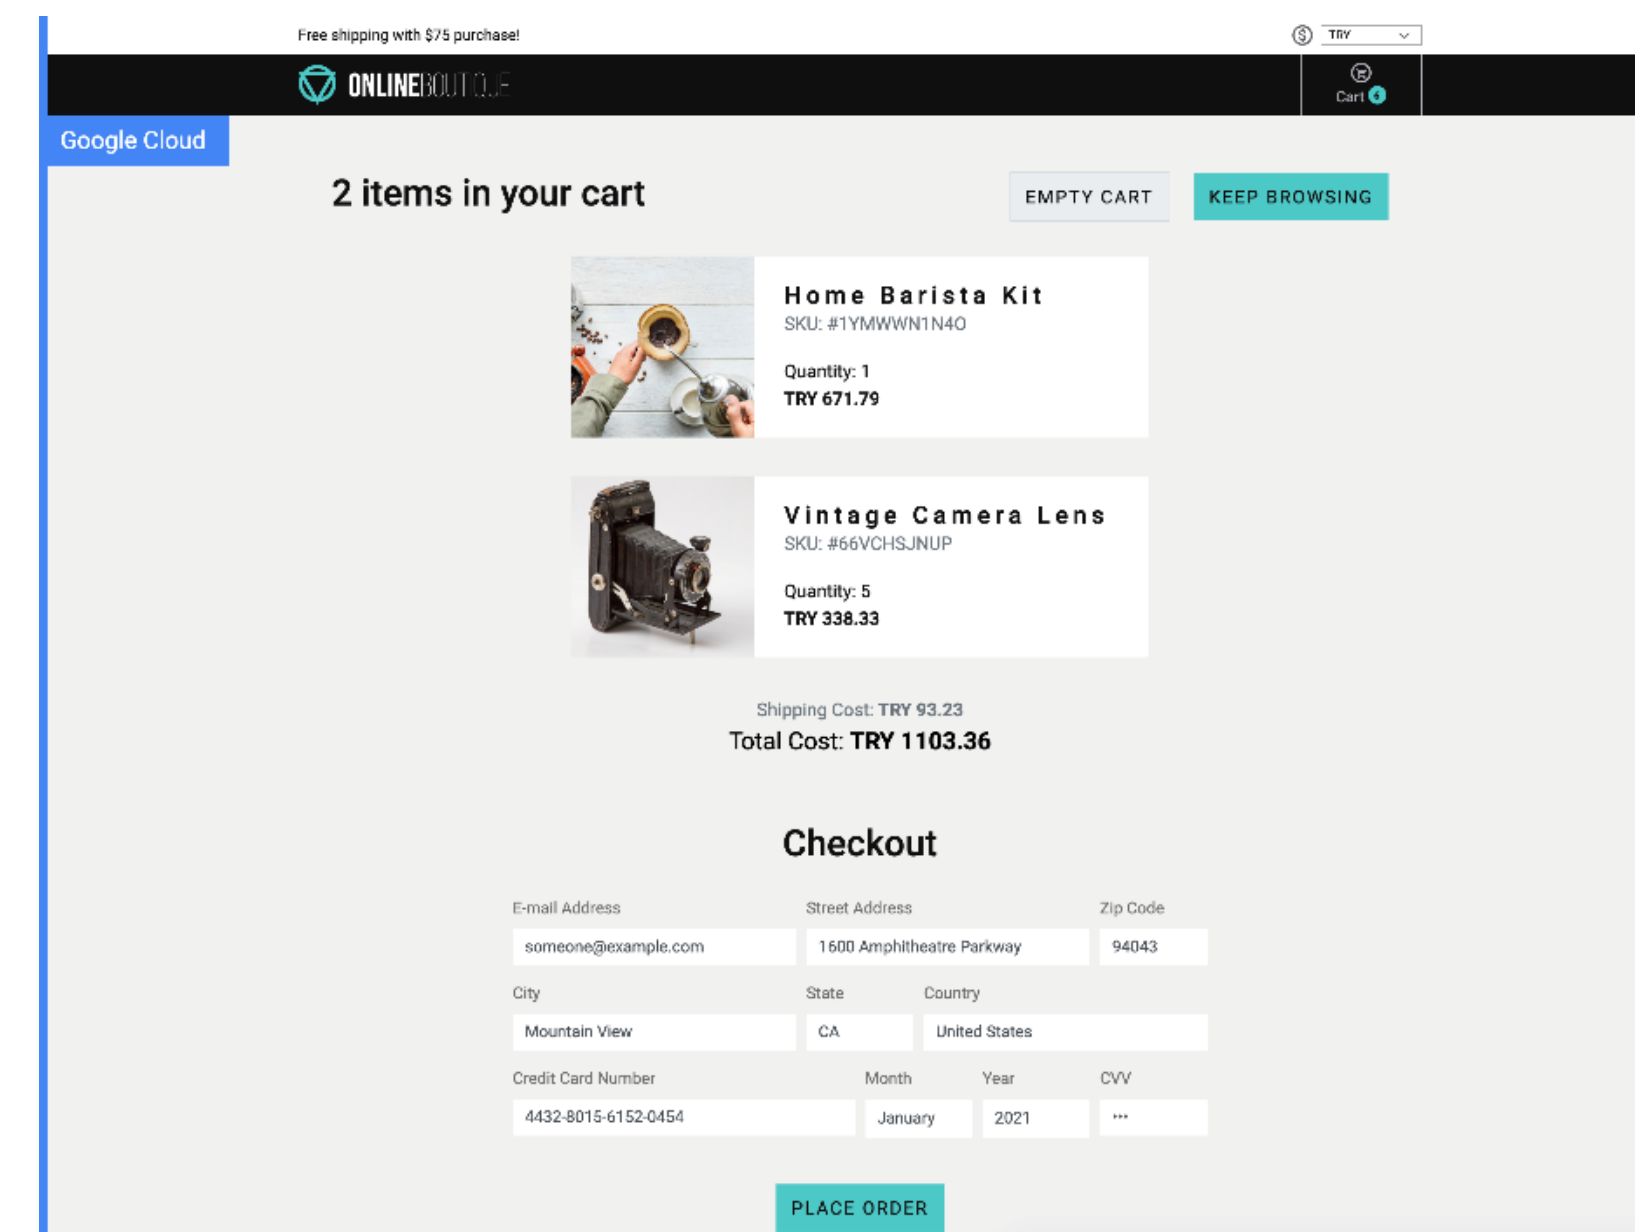 Free shipping with $75 purchase!
TRY
ONLINEBOUTIQUE
Cart 6
Google Cloud
2 items in your cart
EMPTY CART
KEEP BROWSING
Home Barista Kit
SKU: #1YMWWN1N4O
Quantity: 1
TRY 671.79
Vintage Camera Lens
SKU: #66VCHSJNUP
Quantity: 5
TRY 338.33
Shipping Cost: TRY 93.23
Total Cost: TRY 1103.36
Checkout
E-mail Address Street Address Zip Code
someone@example.com 1600 Amphitheatre Parkway 94043
City State Country
Mountain View CA United States
Credit Card Number Month Year CVV
4432-8015-6152-0454 January 2021 •••
PLACE ORDER